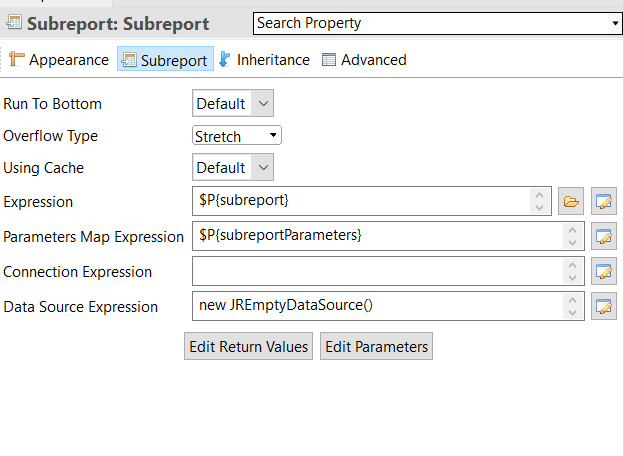 Subreport: Subreport
Search Property
Appearance
Subreport
Inheritance
Advanced
Run To Bottom
Default
Overflow Type
Stretch
Using Cache
Default
Expression
$P{subreport}
Parameters Map Expression
$P{subreportParameters}
Connection Expression
Data Source Expression
new JREmptyDataSource()
Edit Return Values
Edit Parameters